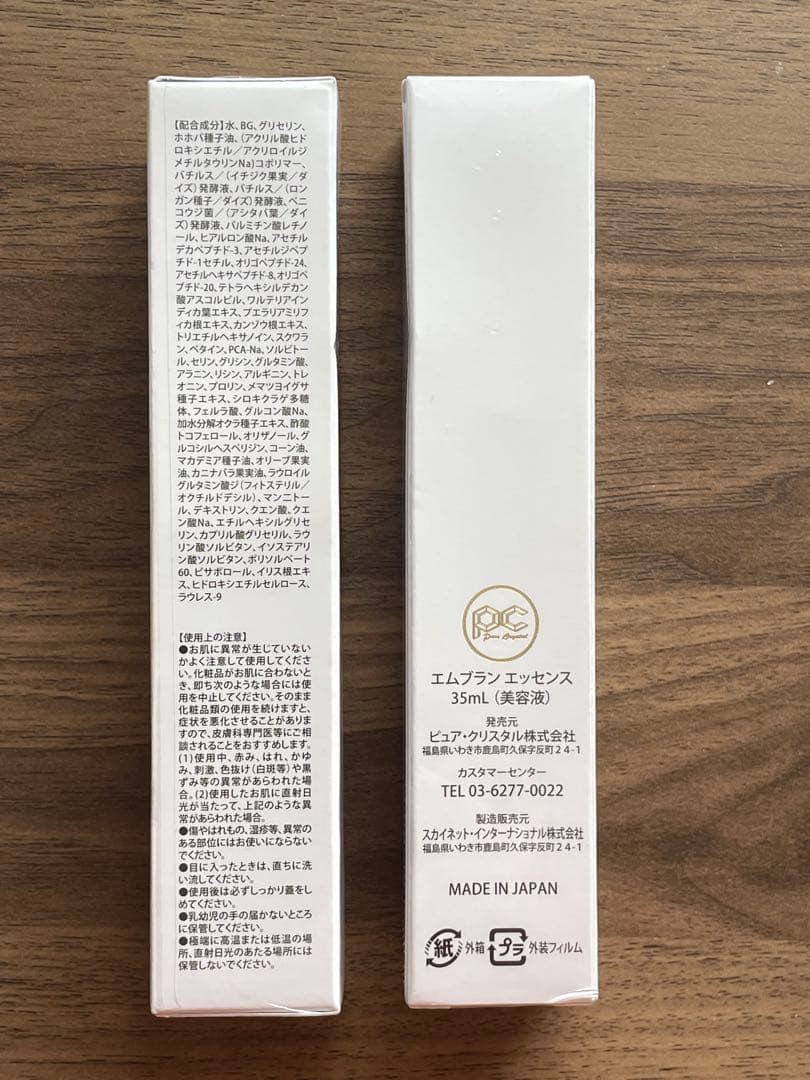 【配合成分】水、BG、グリセリン、
ホホバ種子油、(アクリル酸ヒド
ロキシエチル/アクリロイルジ
メチルタウリンNa)コポリマー、
バチルス/(イチジク果実/ダ
イズ)発酵液、バチルス/(ロン
ガン種子/ダイズ)発酵液、ベニ
コウジ菌/(アシタバ葉/ダイ
ズ)発酵液、パルミチン酸レチノ
ール、ヒアルロン酸Na、アセチル
デカペプチド-3、アセチルジペプ
チド-1セチル、オリゴペプチド-24、
アセチルヘキサペプチド-8、オリゴペ
プチド-20、テトラヘキシルデカン
酸アスコルビル、ワルテリアイン
ディカ葉エキス、プエラリアミリフ
ィカ根エキス、カンゾウ根エキス、
トリエチルヘキサノイン、スクワラ
ン、ベタイン、PCA-Na、ソルビトー
ル、セリン、グリシン、グルタミン酸、
アラニン、リシン、アルギニン、トレ
オニン、プロリン、メマツヨイグサ
種子エキス、シロキクラゲ多糖
体、フェルラ酸、グルコン酸Na、
加水分解オクラ種子エキス、酢酸
トコフェロール、オリザノール、グ
ルコシルヘスペリジン、コーン油、
マカデミア種子油、オリーブ果実
油、カニナバラ果実油、ラウロイル
グルタミン酸ジ(フィトステリル/
オクチルドデシル)、マンニトー
ル、デキストリン、クエン酸、クエ
ン酸Na、エチルヘキシルグリセ
リン、カプリル酸グリセリル、ラウ
リン酸ソルビタン、イソステアリ
ン酸ソルビタン、ポリソルベート
60、ビサボロール、イリス根エキ
ス、ヒドロキシエチルセルロース、
ラウレス-9
【使用上の注意】
●お肌に異常が生じていない
かよく注意して使用してくださ
い。化粧品がお肌に合わないと
き、即ち次のような場合には使
用を中止してください。そのまま
化粧品類の使用を続けますと、
症状を悪化させることがありま
すので、皮膚科専門医等にご相
談されることをおすすめします。
(1)使用中、赤み、はれ、かゆ
み、刺激、色抜け(白斑等)や黒
ずみ等の異常があらわれた場
合。(2)使用したお肌に直射日
光が当たって、上記のような異
常があらわれた場合。
●傷やはれもの、湿疹等、異常の
ある部位にはお使いにならない
でください。
●目に入ったときは、直ちに洗
い流してください。
●使用後は必ずしっかり蓋をし
めてください。
●乳幼児の手の届かないところ
に保管してください。
●極端に高温または低温の場
所、直射日光のあたる場所には
保管しないでください。
PC
Pure Crystal
エムブラン エッセンス
35mL(美容液)
発売元
ピュア・クリスタル株式会社
福島県いわき市鹿島町久保字反町24-1
カスタマーセンター
TEL 03-6277-0022
製造販売元
スカイネット・インターナショナル株式会社
福島県いわき市鹿島町久保字反町24-1
MADE IN JAPAN
紙 外箱 プラ 外装フィルム